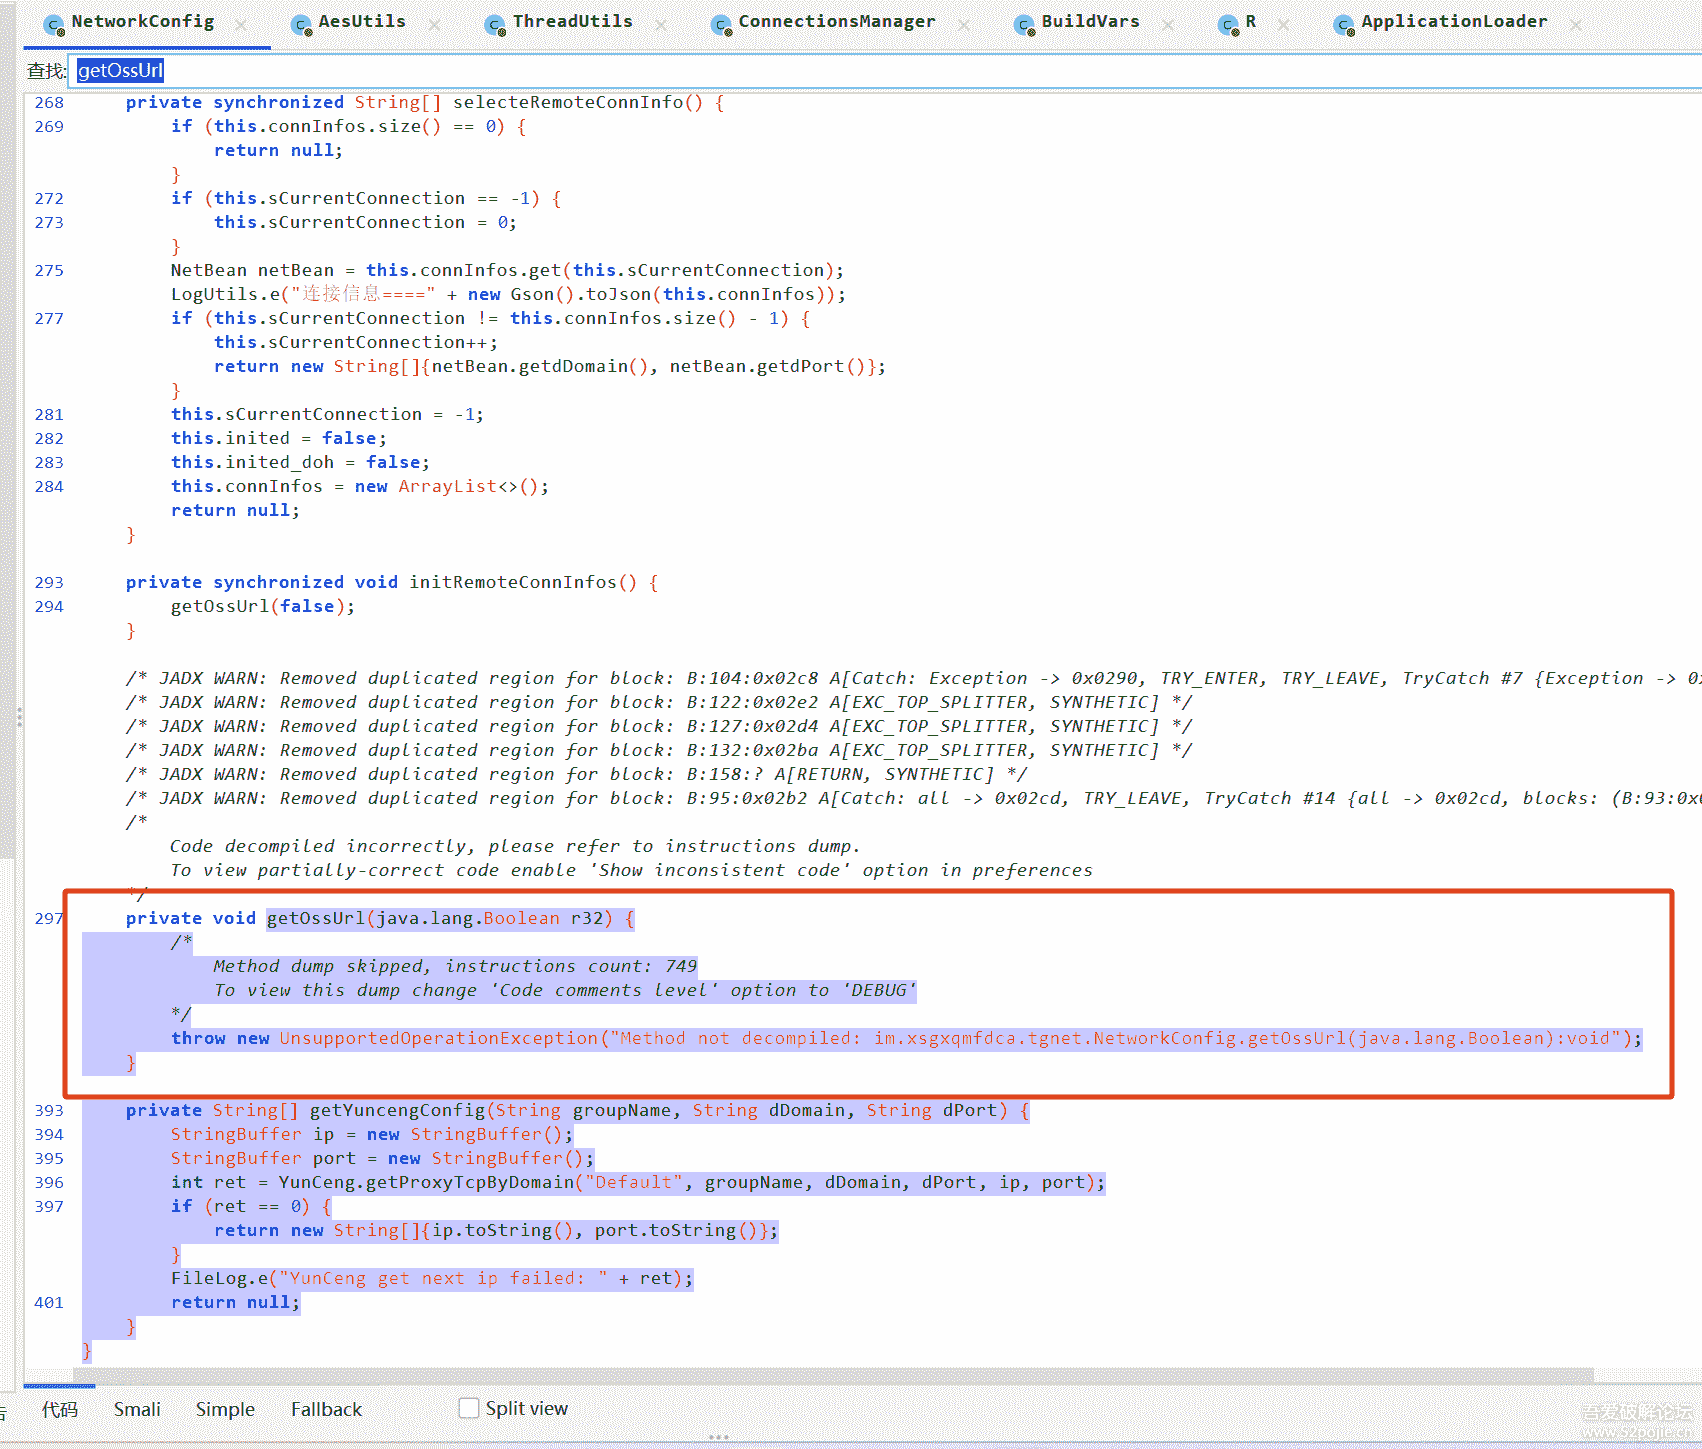 NetworkConfig AesUtils ThreadUtils ConnectionsManager BuildVars R ApplicationLoader
查找: getOssUrl
268 private synchronized String[] selecteRemoteConnInfo() {
269 if (this.connInfos.size() == 0) {
return null;
}
272 if (this.sCurrentConnection == -1) {
273 this.sCurrentConnection = 0;
}
275 NetBean netBean = this.connInfos.get(this.sCurrentConnection);
LogUtils.e("连接信息====" + new Gson().toJson(this.connInfos));
277 if (this.sCurrentConnection != this.connInfos.size() - 1) {
this.sCurrentConnection++;
return new String[]{netBean.getdDomain(), netBean.getdPort()};
}
281 this.sCurrentConnection = -1;
282 this.inited = false;
283 this.inited_doh = false;
284 this.connInfos = new ArrayList<>();
return null;
}
293 private synchronized void initRemoteConnInfos() {
294 getOssUrl(false);
}
/* JADX WARN: Removed duplicated region for block: B:104:0x02c8 A[Catch: Exception -> 0x0290, TRY_ENTER, TRY_LEAVE, TryCatch #7 {Exception -> 0x
/* JADX WARN: Removed duplicated region for block: B:122:0x02e2 A[EXC_TOP_SPLITTER, SYNTHETIC] */
/* JADX WARN: Removed duplicated region for block: B:127:0x02d4 A[EXC_TOP_SPLITTER, SYNTHETIC] */
/* JADX WARN: Removed duplicated region for block: B:132:0x02ba A[EXC_TOP_SPLITTER, SYNTHETIC] */
/* JADX WARN: Removed duplicated region for block: B:158:? A[RETURN, SYNTHETIC] */
/* JADX WARN: Removed duplicated region for block: B:95:0x02b2 A[Catch: all -> 0x02cd, TRY_LEAVE, TryCatch #14 {all -> 0x02cd, blocks: (B:93:0x
/*
Code decompiled incorrectly, please refer to instructions dump.
To view partially-correct code enable 'Show inconsistent code' option in preferences
*/
297 private void getOssUrl(java.lang.Boolean r32) {
/*
Method dump skipped, instructions count: 749
To view this dump change 'Code comments level' option to 'DEBUG'
*/
throw new UnsupportedOperationException("Method not decompiled: im.xsgxqmfdca.tgnet.NetworkConfig.getOssUrl(java.lang.Boolean):void");
}
393 private String[] getYuncengConfig(String groupName, String dDomain, String dPort) {
394 StringBuffer ip = new StringBuffer();
395 StringBuffer port = new StringBuffer();
396 int ret = YunCeng.getProxyTcpByDomain("Default", groupName, dDomain, dPort, ip, port);
397 if (ret == 0) {
return new String[]{ip.toString(), port.toString()};
}
FileLog.e("YunCeng get next ip failed: " + ret);
401 return null;
}
}
代码 Smali Simple Fallback Split view
吾爱破解论坛
www.52pojie.cn